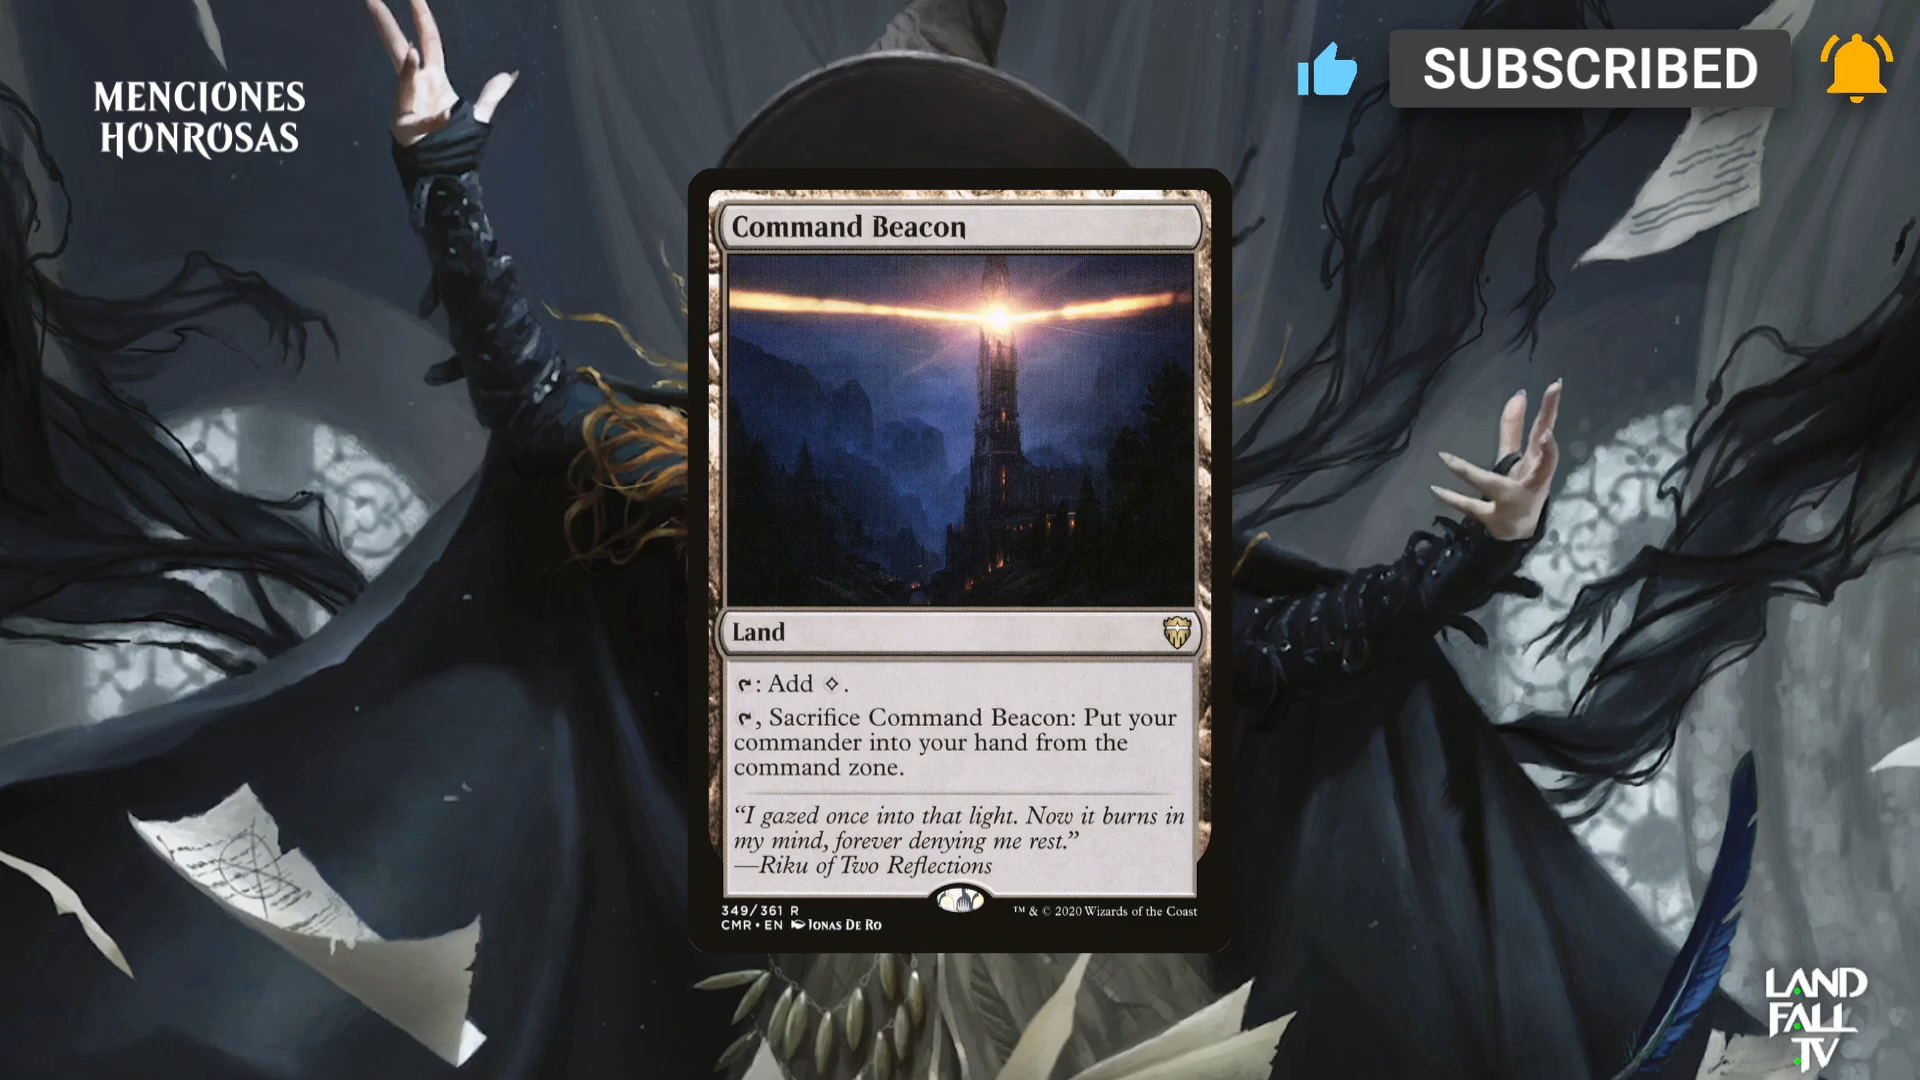 MENCIONES
HONROSAS
SUBSCRIBED
Command Beacon
Land
: Add .
, Sacrifice Command Beacon: Put your
commander into your hand from the
command zone.
“I gazed once into that light. Now it burns in
my mind, forever denying me rest.”
—Riku of Two Reflections
349/361 R
CMR • EN JONAS DE RO
™ & © 2020 Wizards of the Coast
LAND
FALL
TV